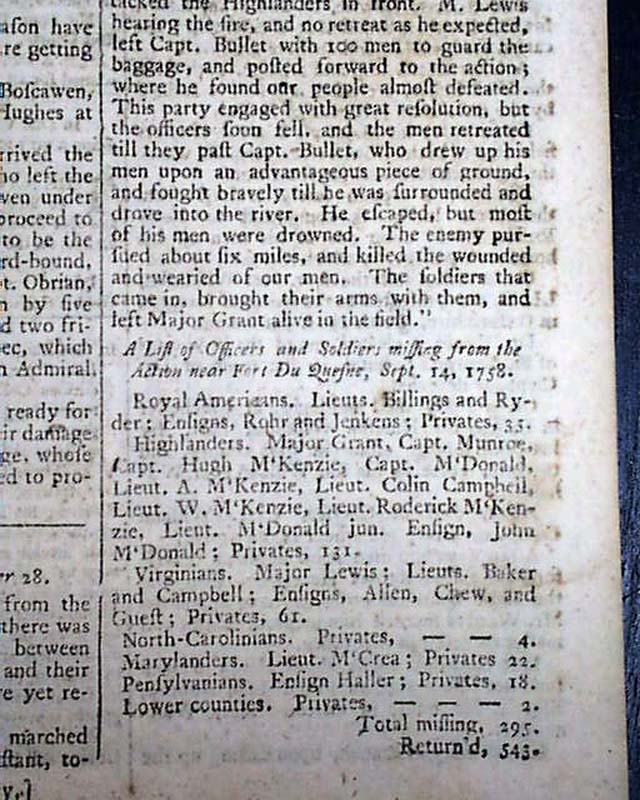 ason have
re getting
Boscawen,
Hughes at
rrived the
ho left the
ven under
proceed to
to be the
rd-bound,
t. Obrian,
n by five
d two fri-
ec, which
n Admiral.
ready for
ir damage
ge, whose
ed to pro-
er 28.
from the
there was
between
and their
re yet re-
marched
stant, to-
y,]
tacked the Highlanders in front. M. Lewis
hearing the fire, and no retreat as he expected,
left Capt. Bullet with 100 men to guard the
baggage, and posted forward to the action;
where he found our people almost defeated.
This party engaged with great resolution, but
the officers soon fell, and the men retreated
till they past Capt. Bullet, who drew up his
men upon an advantageous piece of ground,
and fought bravely till he was surrounded and
drove into the river. He escaped, but most
of his men were drowned. The enemy pur-
sued about six miles, and killed the wounded
and wearied of our men. The soldiers that
came in, brought their arms with them, and
left Major Grant alive in the field."
A List of Officers and Soldiers missing from the
Action near Fort Du Quesne, Sept. 14, 1758.
Royal Americans. Lieuts. Billings and Ry-
der; Ensigns, Rohr and Jenkens; Privates, 35.
Highlanders. Major Grant, Capt. Munroe,
Capt. Hugh M'Kenzie, Capt. M'Donald,
Lieut. A. M'Kenzie, Lieut. Colin Campbell,
Lieut. W. M'Kenzie, Lieut. Roderick M'Ken-
zie, Lieut. M'Donald jun. Ensign, John
M'Donald; Privates, 131.
Virginians. Major Lewis; Lieuts. Baker
and Campbell; Ensigns, Allen, Chew, and
Guest; Privates, 61.
North-Carolinians. Privates, — — 4.
Marylanders. Lieut. M'Crea; Privates 22.
Pensylvanians. Ensign Haller; Privates, 18.
Lower counties. Privates, — — — 2.
Total missing, 295.
Return'd, 543.